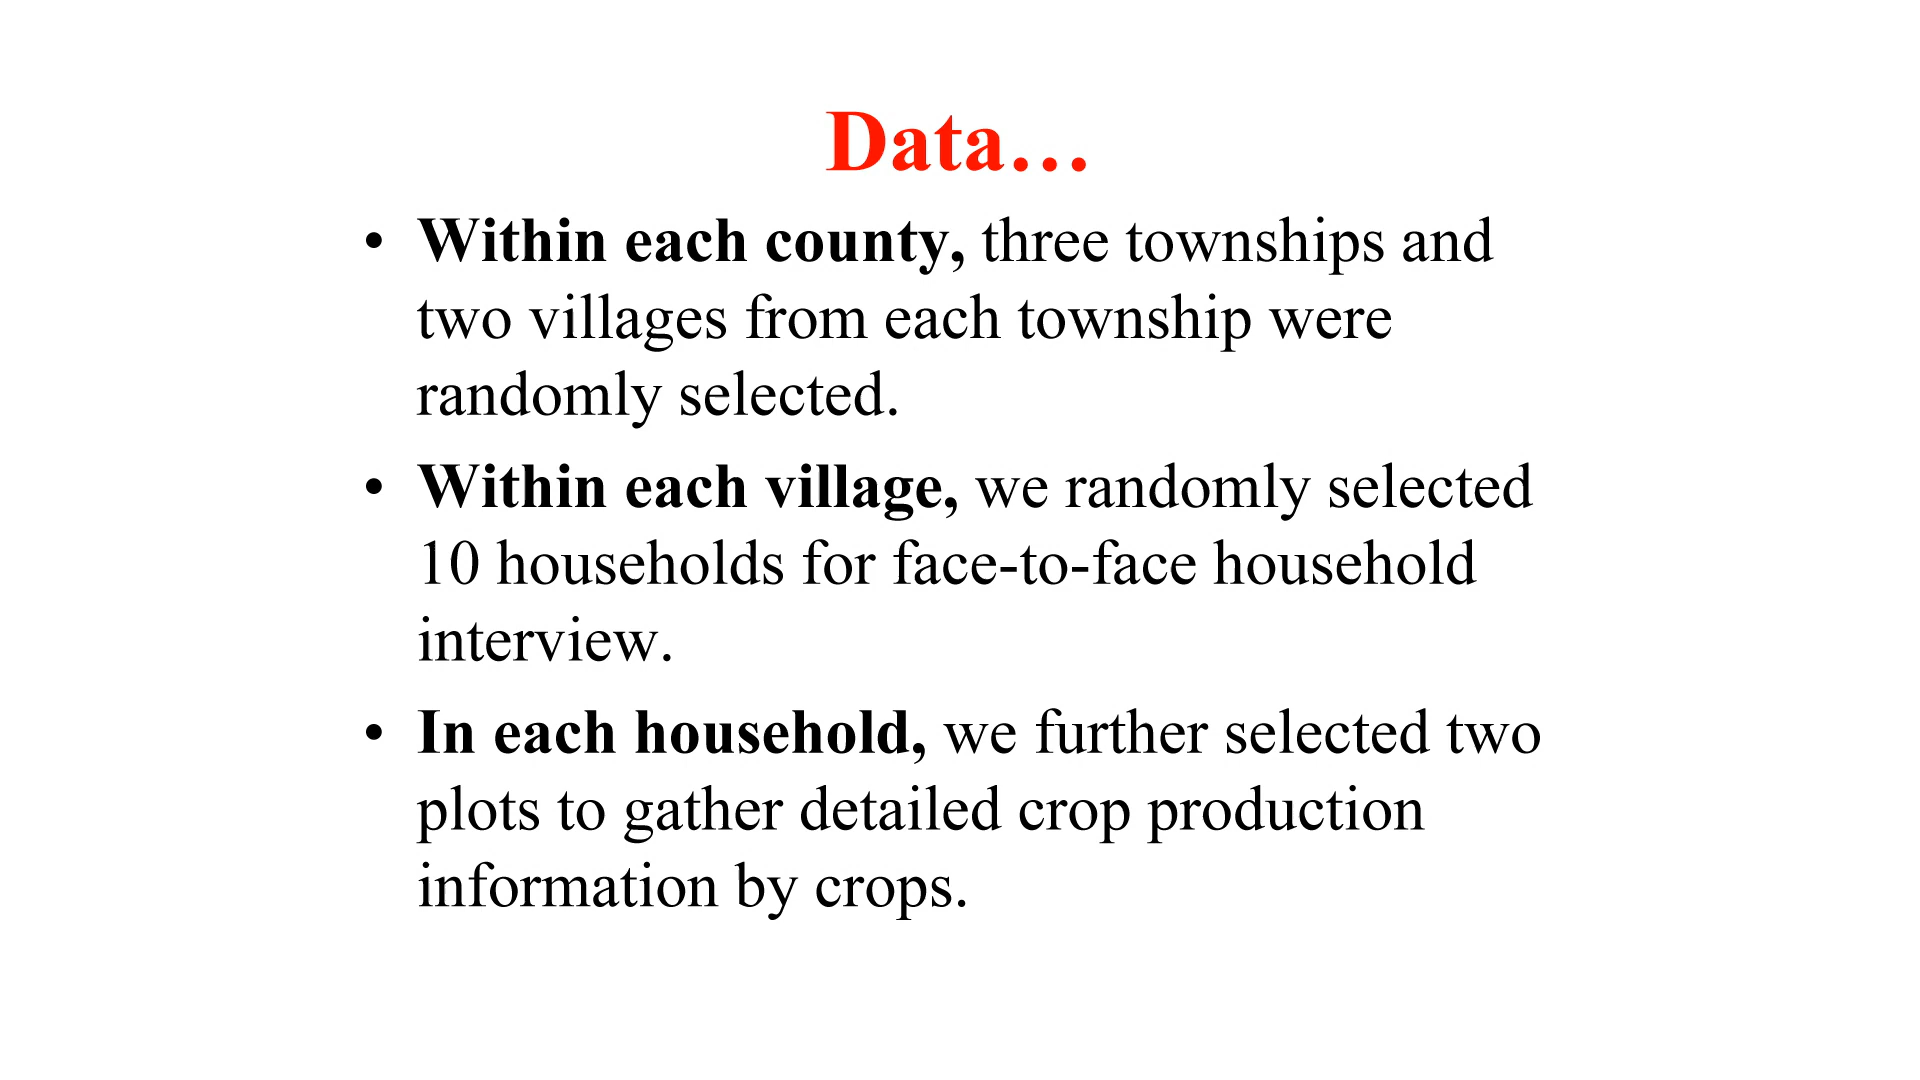 Data…
• Within each county, three townships and
two villages from each township were
randomly selected.
• Within each village, we randomly selected
10 households for face-to-face household
interview.
• In each household, we further selected two
plots to gather detailed crop production
information by crops.